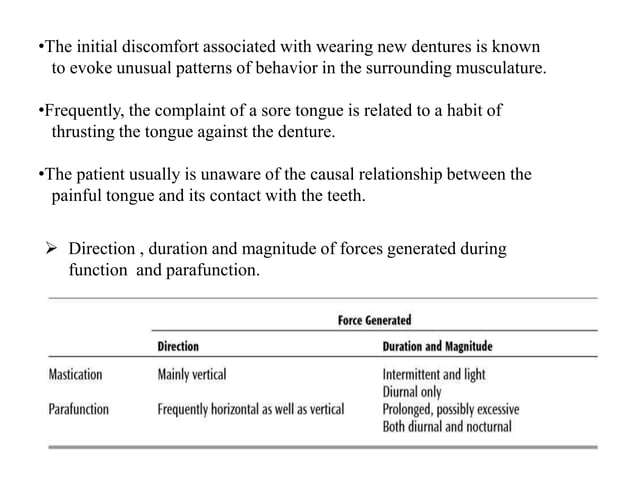 •The initial discomfort associated with wearing new dentures is known
to evoke unusual patterns of behavior in the surrounding musculature.
•Frequently, the complaint of a sore tongue is related to a habit of
thrusting the tongue against the denture.
•The patient usually is unaware of the causal relationship between the
painful tongue and its contact with the teeth.
➢ Direction , duration and magnitude of forces generated during
function and parafunction.
Force Generated
Direction Duration and Magnitude
Mastication Mainly vertical Intermittent and light
Diurnal only
Parafunction Frequently horizontal as well as vertical Prolonged, possibly excessive
Both diurnal and nocturnal